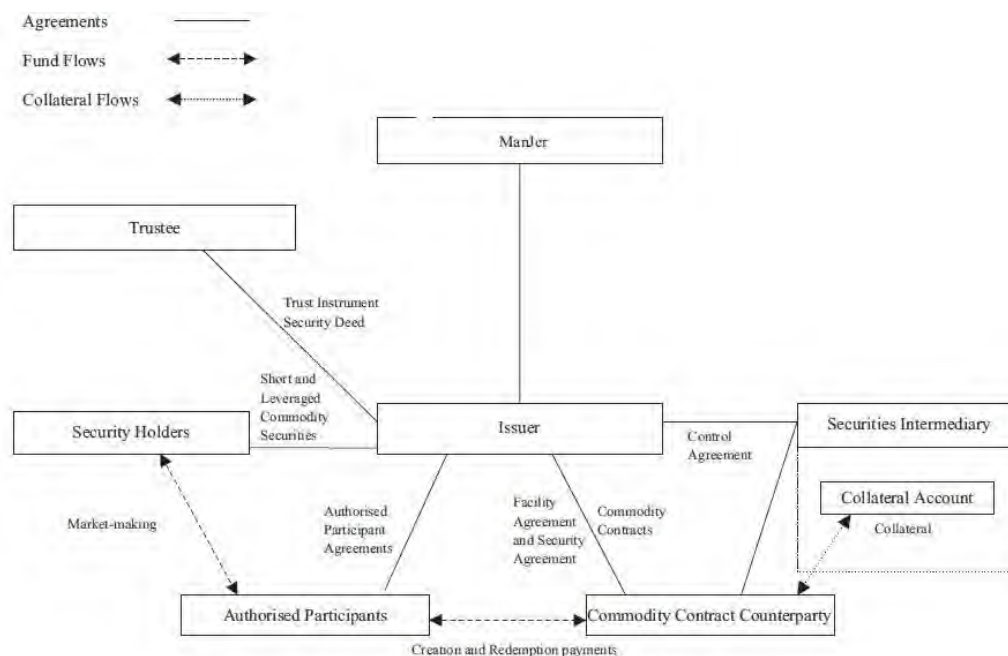 Agreements
Fund Flows
Collateral Flows
ManJer
Trustee
Trust Instrument
Security Deed
Short and
Leveraged
Commodity
Securities
Security Holders
Issuer
Securities Intermediary
Control
Agreement
Collateral Account
Collateral
Market-making
Authorised
Participant
Agreements
Facility
Agreement
and Security
Agreement
Commodity
Contracts
Authorised Participants
Commodity Contract Counterparty
Creation and Redemption payments